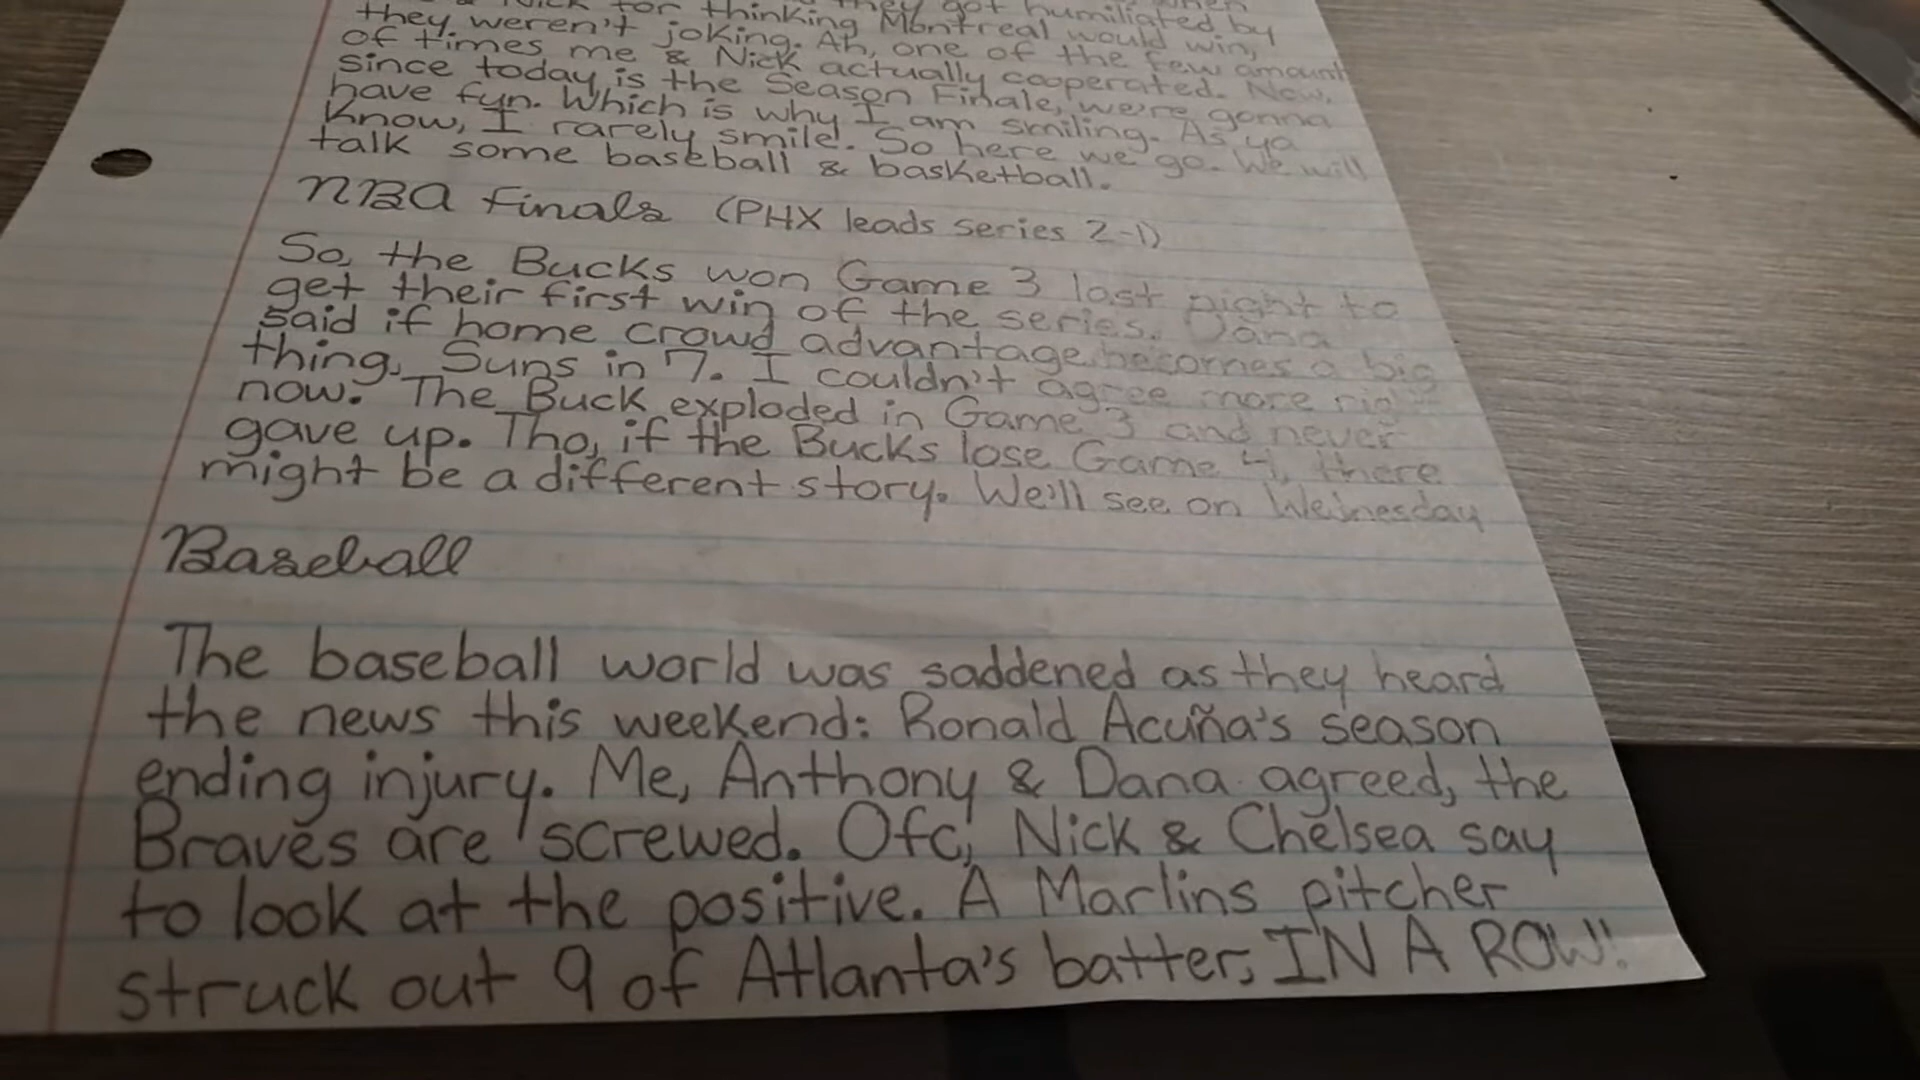 Nick for thinking they got humiliated by
they weren't joking. Ah, one of the few amount
of times me & Nick actually cooperated. Now,
since today is the Season Finale, we're gonna
have fun. Which is why I am smiling. As ya
know, I rarely smile. So here we go. We will
talk some baseball & basketball.
NBA Finals (PHX leads series 2-1)
So, the Bucks won Game 3 last night to
get their first win of the series. Dana
said if home crowd advantage becomes a big
thing, Suns in 7. I couldn't agree more
now. The Buck exploded in Game 3 and never
gave up. Tho, if the Bucks lose Game 4, there
might be a different story. We'll see on Wednesday
Baseball
The baseball world was saddened as they heard
the news this weekend: Ronald Acuña's season
ending injury. Me, Anthony & Dana agreed, the
Braves are screwed. Ofc, Nick & Chelsea say
to look at the positive. A Marlins pitcher
struck out 9 of Atlanta's batters IN A ROW!